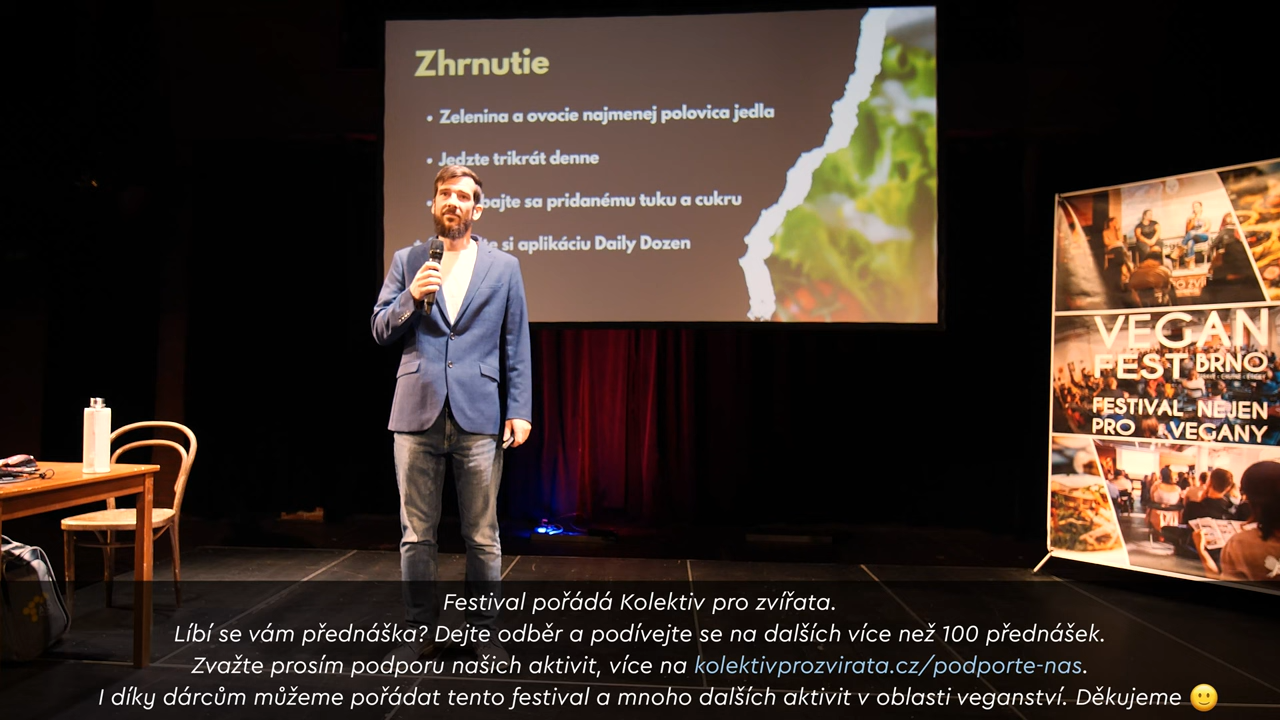 Zhrnutie
• Zelenina a ovocie najmenej polovica jedla
• Jedzte trikrát denne
• sa pridanému tuku a cukru
si aplikáciu Daily Dozen
VEGAN
FEST BRNO
FESTIVAL NEJEN
PRO VEGANY
Festival pořádá Kolektiv pro zvířata.
Líbí se vám přednáška? Dejte odběr a podívejte se na dalších více než 100 přednášek.
Zvažte prosím podporu našich aktivit, více na kolektivprozvirata.cz/podporte-nas.
I díky dárcům můžeme pořádat tento festival a mnoho dalších aktivit v oblasti veganství. Děkujeme 🙂